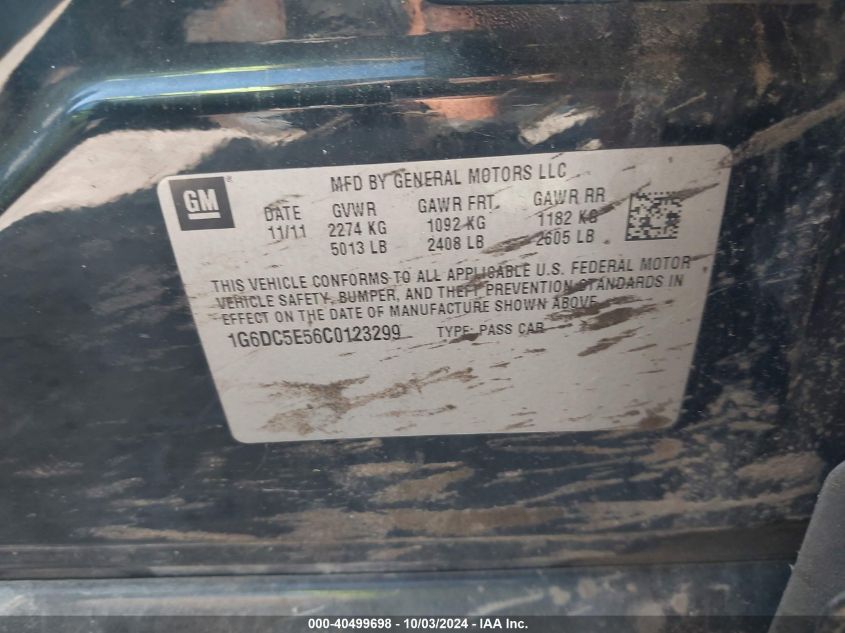 GM
MFD BY GENERAL MOTORS LLC
DATE GVWR GAWR FRT GAWR RR
11/11 2274 KG 1092 KG 1182 KG
5013 LB 2408 LB 2605 LB
THIS VEHICLE CONFORMS TO ALL APPLICABLE U.S. FEDERAL MOTOR
VEHICLE SAFETY, BUMPER, AND THEFT PREVENTION STANDARDS IN
EFFECT ON THE DATE OF MANUFACTURE SHOWN ABOVE
1G6DC5E56C0123299 TYPE: PASS CAR
000-40499698 - 10/03/2024 - IAA Inc.